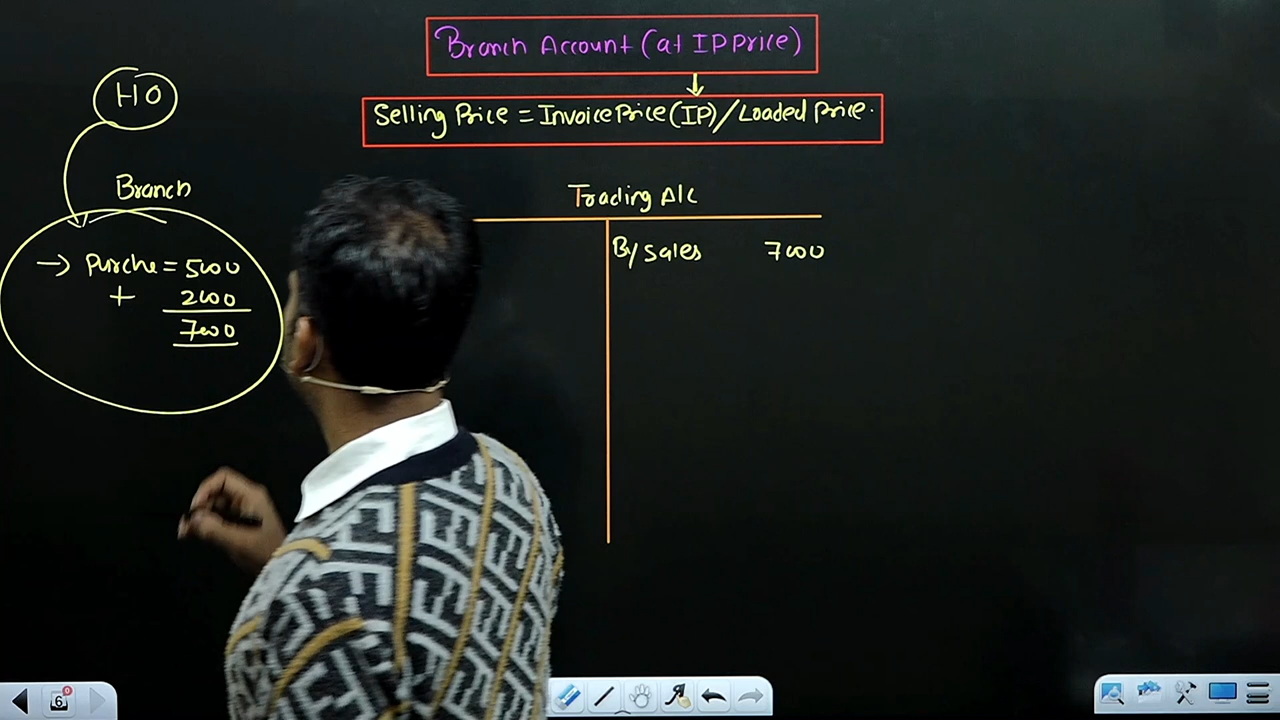 Branch Account (at IP Price)
Selling Price = Invoice Price (IP) / Loaded Price.
HO
Branch
→ Purche = 5000
+ 2000
7000
Trading A/c
By sales 7000
6